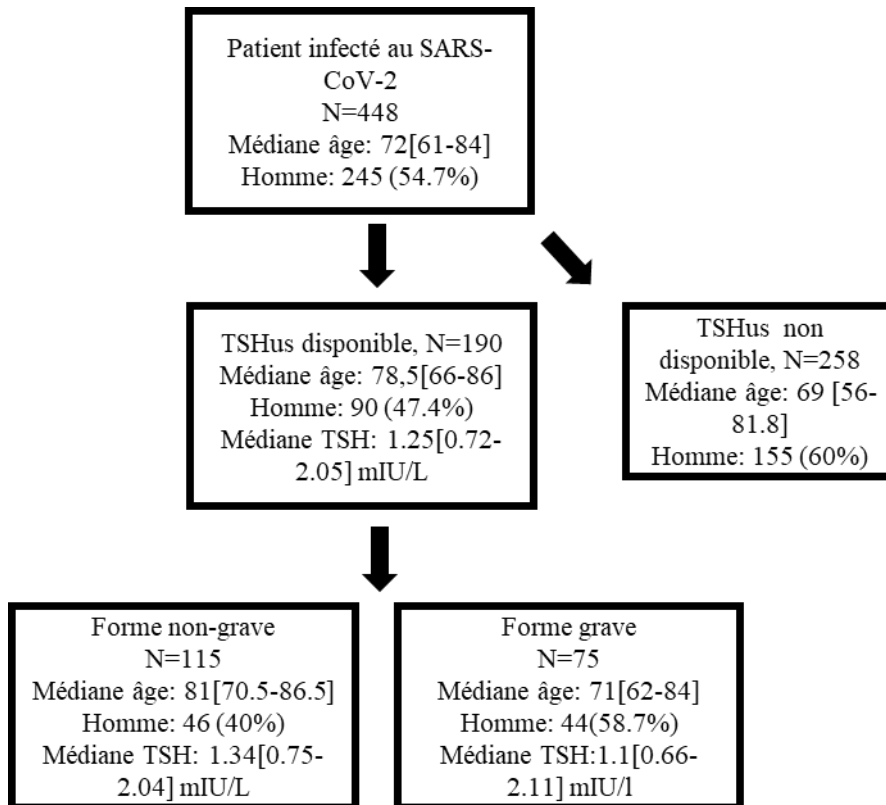 Patient infecté au SARS-
CoV-2
N=448
Médiane âge: 72[61-84]
Homme: 245 (54.7%)
TSHus disponible, N=190
Médiane âge: 78,5[66-86]
Homme: 90 (47.4%)
Médiane TSH: 1.25[0.72-
2.05] mIU/L
TSHus non
disponible, N=258
Médiane âge: 69 [56-
81.8]
Homme: 155 (60%)
Forme non-grave
N=115
Médiane âge: 81[70.5-86.5]
Homme: 46 (40%)
Médiane TSH: 1.34[0.75-
2.04] mIU/L
Forme grave
N=75
Médiane âge: 71[62-84]
Homme: 44(58.7%)
Médiane TSH:1.1[0.66-
2.11] mIU/l